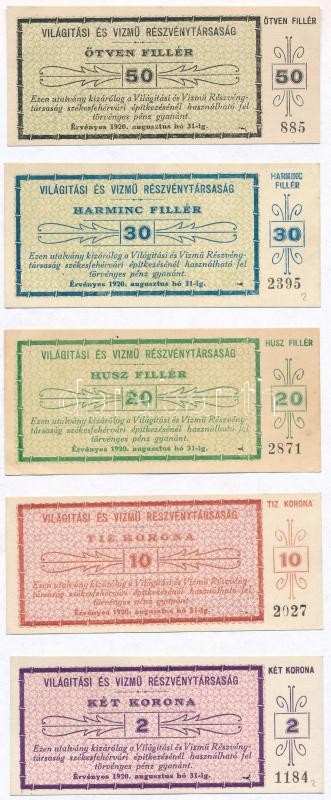 VILÁGITÁSI ÉS VIZMŰ RÉSZVÉNYTÁRSASÁG
ÖTVEN FILLÉR
50
Ezen utalvány kizárólag a Világitási és Vizmű Részvény-
társaság székesfehérvári épitkezésénél használható fel
törvényes pénz gyanánt.
Érvényes 1920. augusztus hó 31-ig.
ÖTVEN FILLÉR
50
885
VILÁGITÁSI ÉS VIZMŰ RÉSZVÉNYTÁRSASÁG
HARMINC FILLÉR
30
Ezen utalvány kizárólag a Világitási és Vizmű Részvény-
társaság székesfehérvári épitkezésénél használható fel
törvényes pénz gyanánt.
Érvényes 1920. augusztus hó 31-ig.
HARMINC
FILLÉR
30
2395
VILÁGITÁSI ÉS VIZMŰ RÉSZVÉNYTÁRSASÁG
HUSZ FILLÉR
20
Ezen utalvány kizárólag a Világitási és Vizmű Részvény-
társaság székesfehérvári épitkezésénél használható fel
törvényes pénz gyanánt.
Érvényes 1920. augusztus hó 31-ig.
HUSZ FILLÉR
20
2871
VILÁGITÁSI ÉS VIZMŰ RÉSZVÉNYTÁRSASÁG
TIZ KORONA
10
Ezen utalvány kizárólag a Világitási és Vizmű Részvény-
társaság székesfehérvári épitkezésénél használható fel
törvényes pénz gyanánt.
Érvényes 1920. augusztus hó 31-ig.
TIZ KORONA
10
2027
VILÁGITÁSI ÉS VIZMŰ RÉSZVÉNYTÁRSASÁG
KÉT KORONA
2
Ezen utalvány kizárólag a Világitási és Vizmű Részvény-
társaság székesfehérvári épitkezésénél használható fel
törvényes pénz gyanánt.
Érvényes 1920. augusztus hó 31-ig.
KÉT KORONA
2
1184